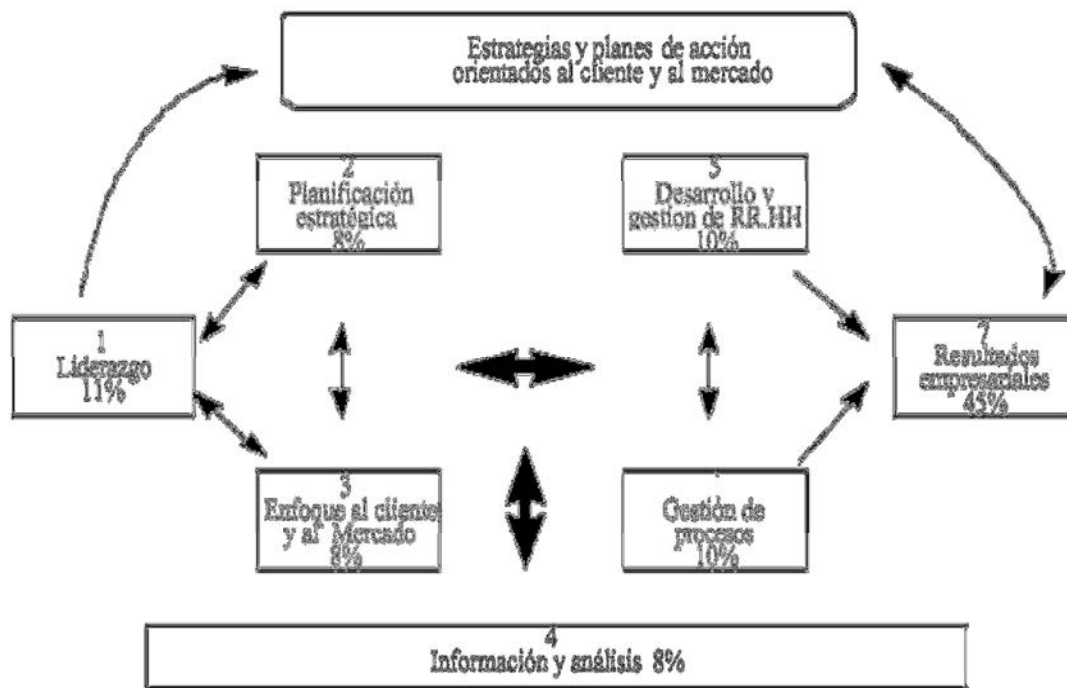 Estrategias y planes de acción
orientados al cliente y al mercado
2
Planificación
estratégica
8%
5
Desarrollo y
gestion de RR.HH
10%
1
Liderazgo
11%
7
Resultados
empresariales
45%
3
Enfoque al cliente
y al Mercado
8%
Gestión de
procesos
10%
4
Información y análisis 8%